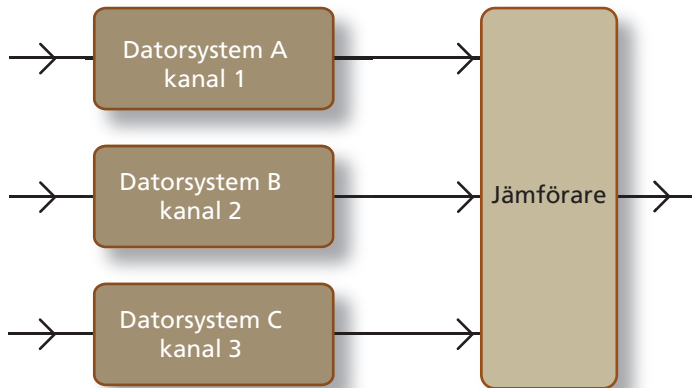 Datorsystem A
kanal 1
Datorsystem B
kanal 2
Jämförare
Datorsystem C
kanal 3